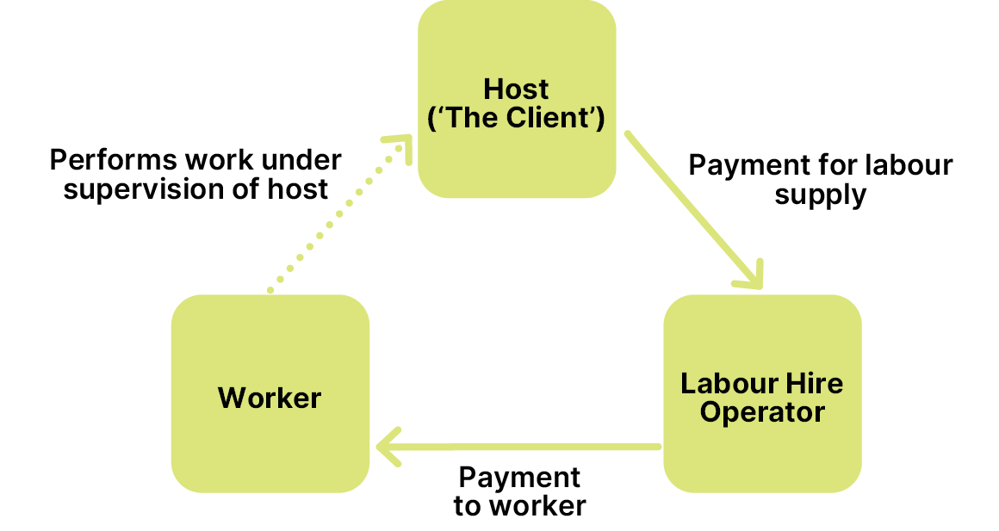 Host
(‘The Client’)
Performs work under
supervision of host
Payment for labour
supply
Worker
Labour Hire
Operator
Payment
to worker